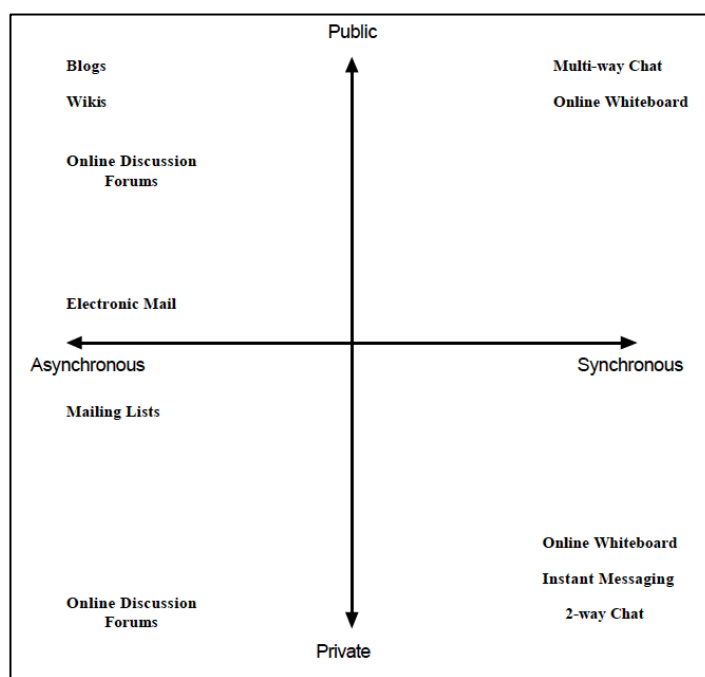 Public
Blogs
Multi-way Chat
Wikis
Online Whiteboard
Online Discussion
Forums
Electronic Mail
Asynchronous
Synchronous
Mailing Lists
Online Whiteboard
Instant Messaging
Online Discussion
Forums
2-way Chat
Private